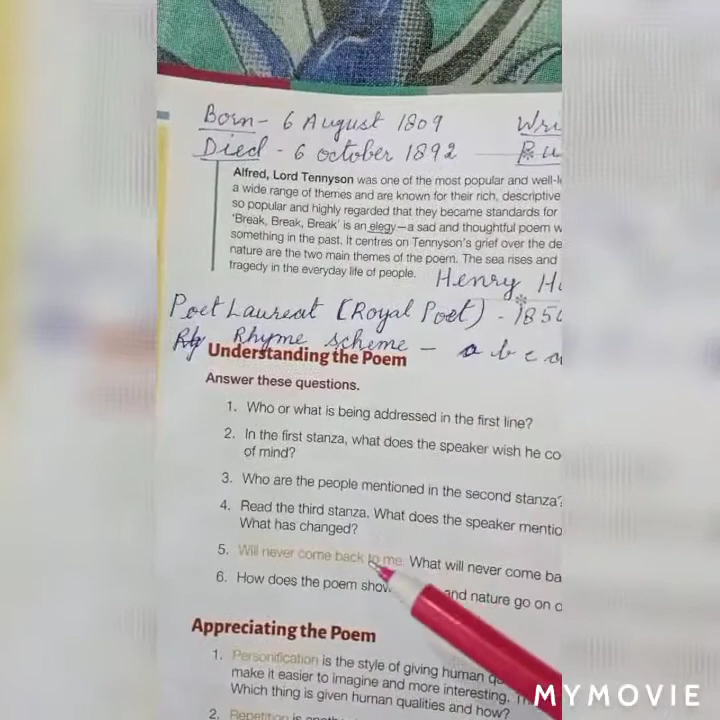 Born - 6 August 1809 Wri
Died - 6 october 1892 Pu
Alfred, Lord Tennyson was one of the most popular and well-
a wide range of themes and are known for their rich, descriptive
so popular and highly regarded that they became standards for
'Break, Break, Break' is an elegy—a sad and thoughtful poem w
something in the past. It centres on Tennyson's grief over the de
nature are the two main themes of the poem. The sea rises and
tragedy in the everyday life of people.
Henry H
Poet Laureat (Royal Poet) - 185
Rhyme scheme - a b c
Understanding the Poem
Answer these questions.
1. Who or what is being addressed in the first line?
2. In the first stanza, what does the speaker wish he co
of mind?
3. Who are the people mentioned in the second stanza?
4. Read the third stanza. What does the speaker mentio
What has changed?
5. Will never come back to me. What will never come ba
6. How does the poem show and nature go on
Appreciating the Poem
1. Personification is the style of giving human qu
make it easier to imagine and more interesting.
Which thing is given human qualities and how?
2. Repetition is
MYMOVIE